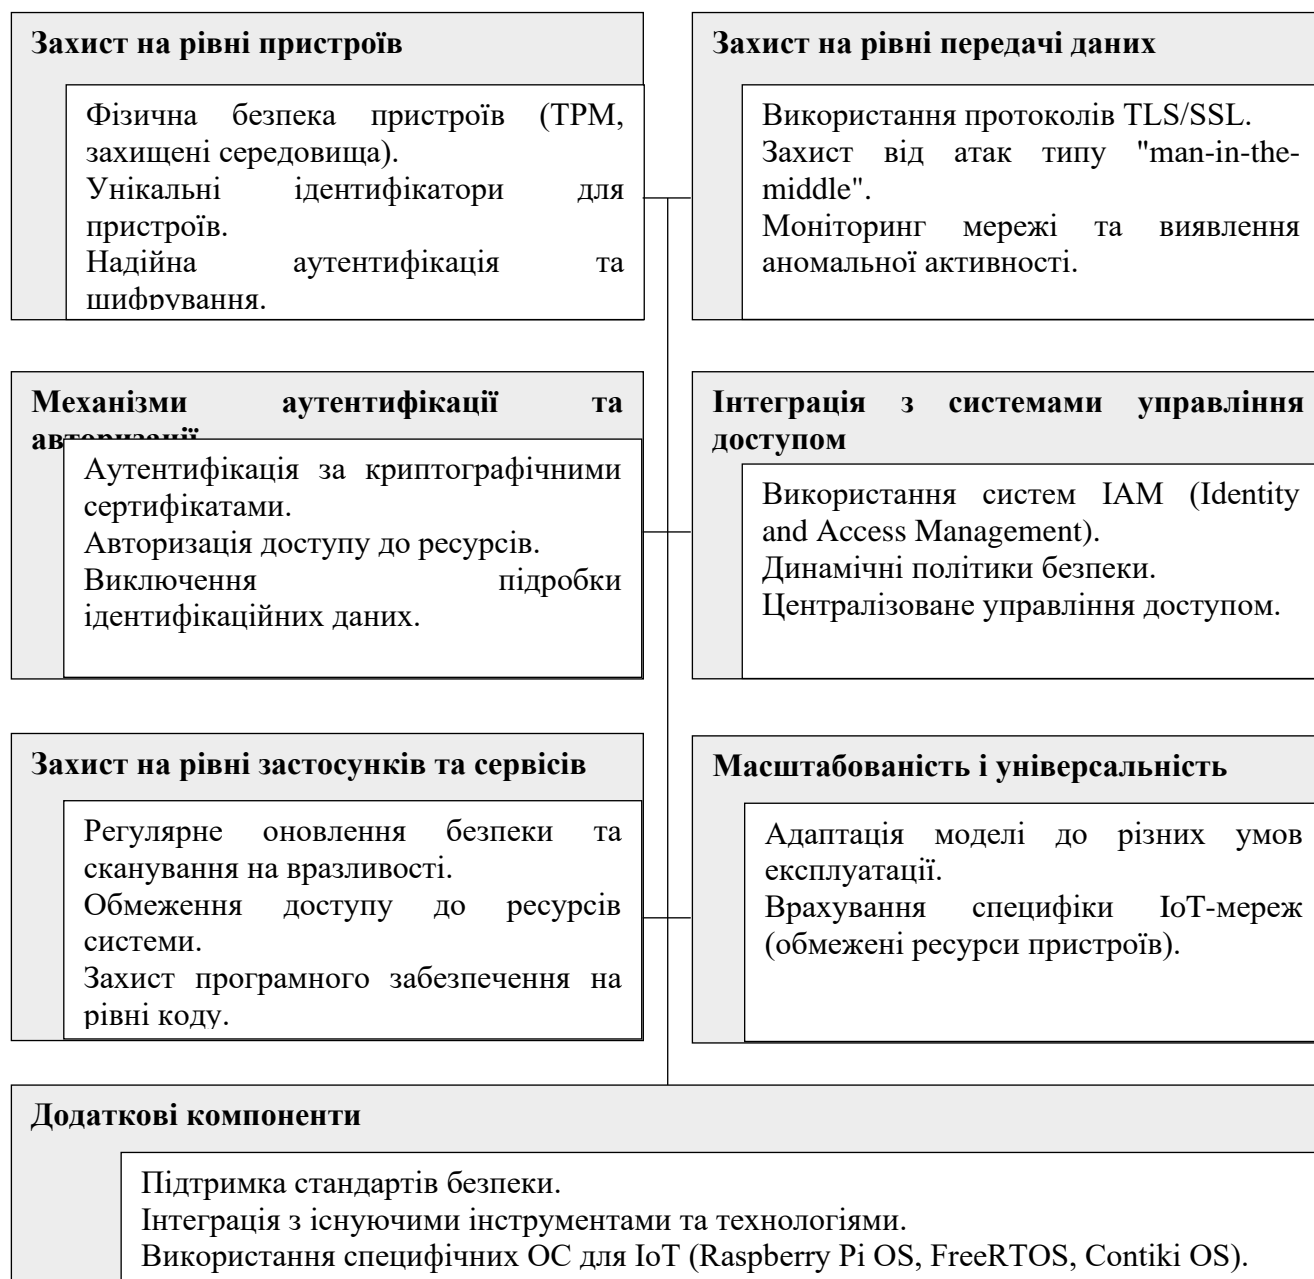 Захист на рівні пристроїв
Фізична безпека пристроїв (TPM,
захищені середовища).
Унікальні ідентифікатори для
пристроїв.
Надійна аутентифікація та
шифрування.
Захист на рівні передачі даних
Використання протоколів TLS/SSL.
Захист від атак типу "man-in-the-
middle".
Моніторинг мережі та виявлення
аномальної активності.
Механізми аутентифікації та
авторизації
Аутентифікація за криптографічними
сертифікатами.
Авторизація доступу до ресурсів.
Виключення підробки
ідентифікаційних даних.
Інтеграція з системами управління
доступом
Використання систем IAM (Identity
and Access Management).
Динамічні політики безпеки.
Централізоване управління доступом.
Захист на рівні застосунків та сервісів
Регулярне оновлення безпеки та
сканування на вразливості.
Обмеження доступу до ресурсів
системи.
Захист програмного забезпечення на
рівні коду.
Масштабованість і універсальність
Адаптація моделі до різних умов
експлуатації.
Врахування специфіки IoT-мереж
(обмежені ресурси пристроїв).
Додаткові компоненти
Підтримка стандартів безпеки.
Інтеграція з існуючими інструментами та технологіями.
Використання специфічних ОС для IoT (Raspberry Pi OS, FreeRTOS, Contiki OS).